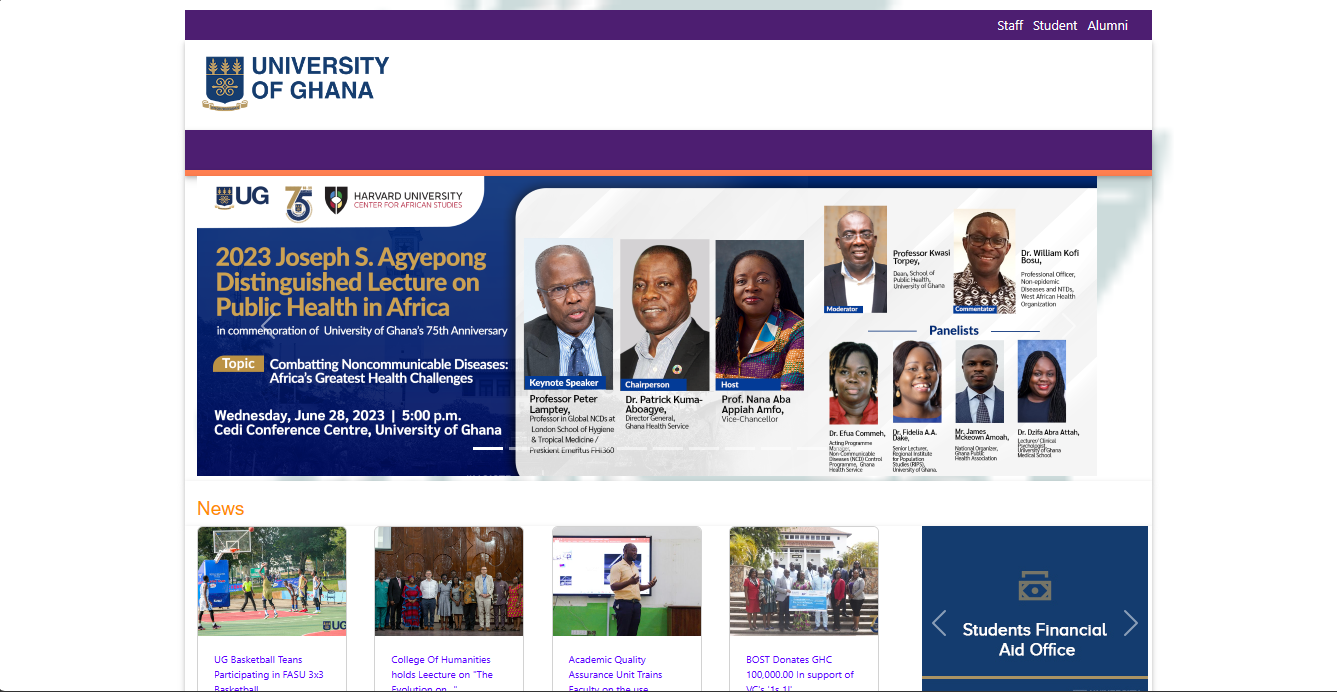 Staff Student Alumni
UNIVERSITY
OF GHANA
UG
75
HARVARD UNIVERSITY
CENTER FOR AFRICAN STUDIES
2023 Joseph S. Agyepong
Distinguished Lecture on
Public Health in Africa
in commemoration of University of Ghana's 75th Anniversary
Topic
Combatting Noncommunicable Diseases:
Africa's Greatest Health Challenges
Wednesday, June 28, 2023 | 5:00 p.m.
Cedi Conference Centre, University of Ghana
Keynote Speaker
Professor Peter
Lamptey,
Professor in Global NCDs at
London School of Hygiene
& Tropical Medicine /
President Emeritus FHI360
Chairperson
Dr. Patrick Kuma-
Aboagye,
Director General,
Ghana Health Service
Host
Prof. Nana Aba
Appiah Amfo,
Vice-Chancellor
Moderator
Professor Kwasi
Torpey,
Dean, School of
Public Health,
University of Ghana
Commentator
Dr. William Kofi
Bosu,
Professional Officer,
Non-epidemic
Diseases and NTDs,
West African Health
Organization
Panelists
Dr. Efua Commeh,
Acting Programme
Manager,
Non-Communicable
Diseases (NCD) Control
Programme, Ghana
Health Service
Dr. Fidelia A.A.
Dake,
Senior Lecturer,
Regional Institute
for Population
Studies (RIPS),
University of Ghana.
Mr. James
Mckeown Amoah,
National Organizer,
Ghana Public
Health Association
Dr. Dzifa Abra Attah,
Lecturer/ Clinical
Psychologist,
University of Ghana
Medical School
News
UG
UG Basketball Teans
Participating in FASU 3x3
Basketball
College Of Humanities
holds Leecture on "The
Evolution on..."
Academic Quality
Assurance Unit Trains
Faculty on the use
BOST Donates GHC
100,000.00 In support of
VC's '1s 1l'
Students Financial
Aid Office